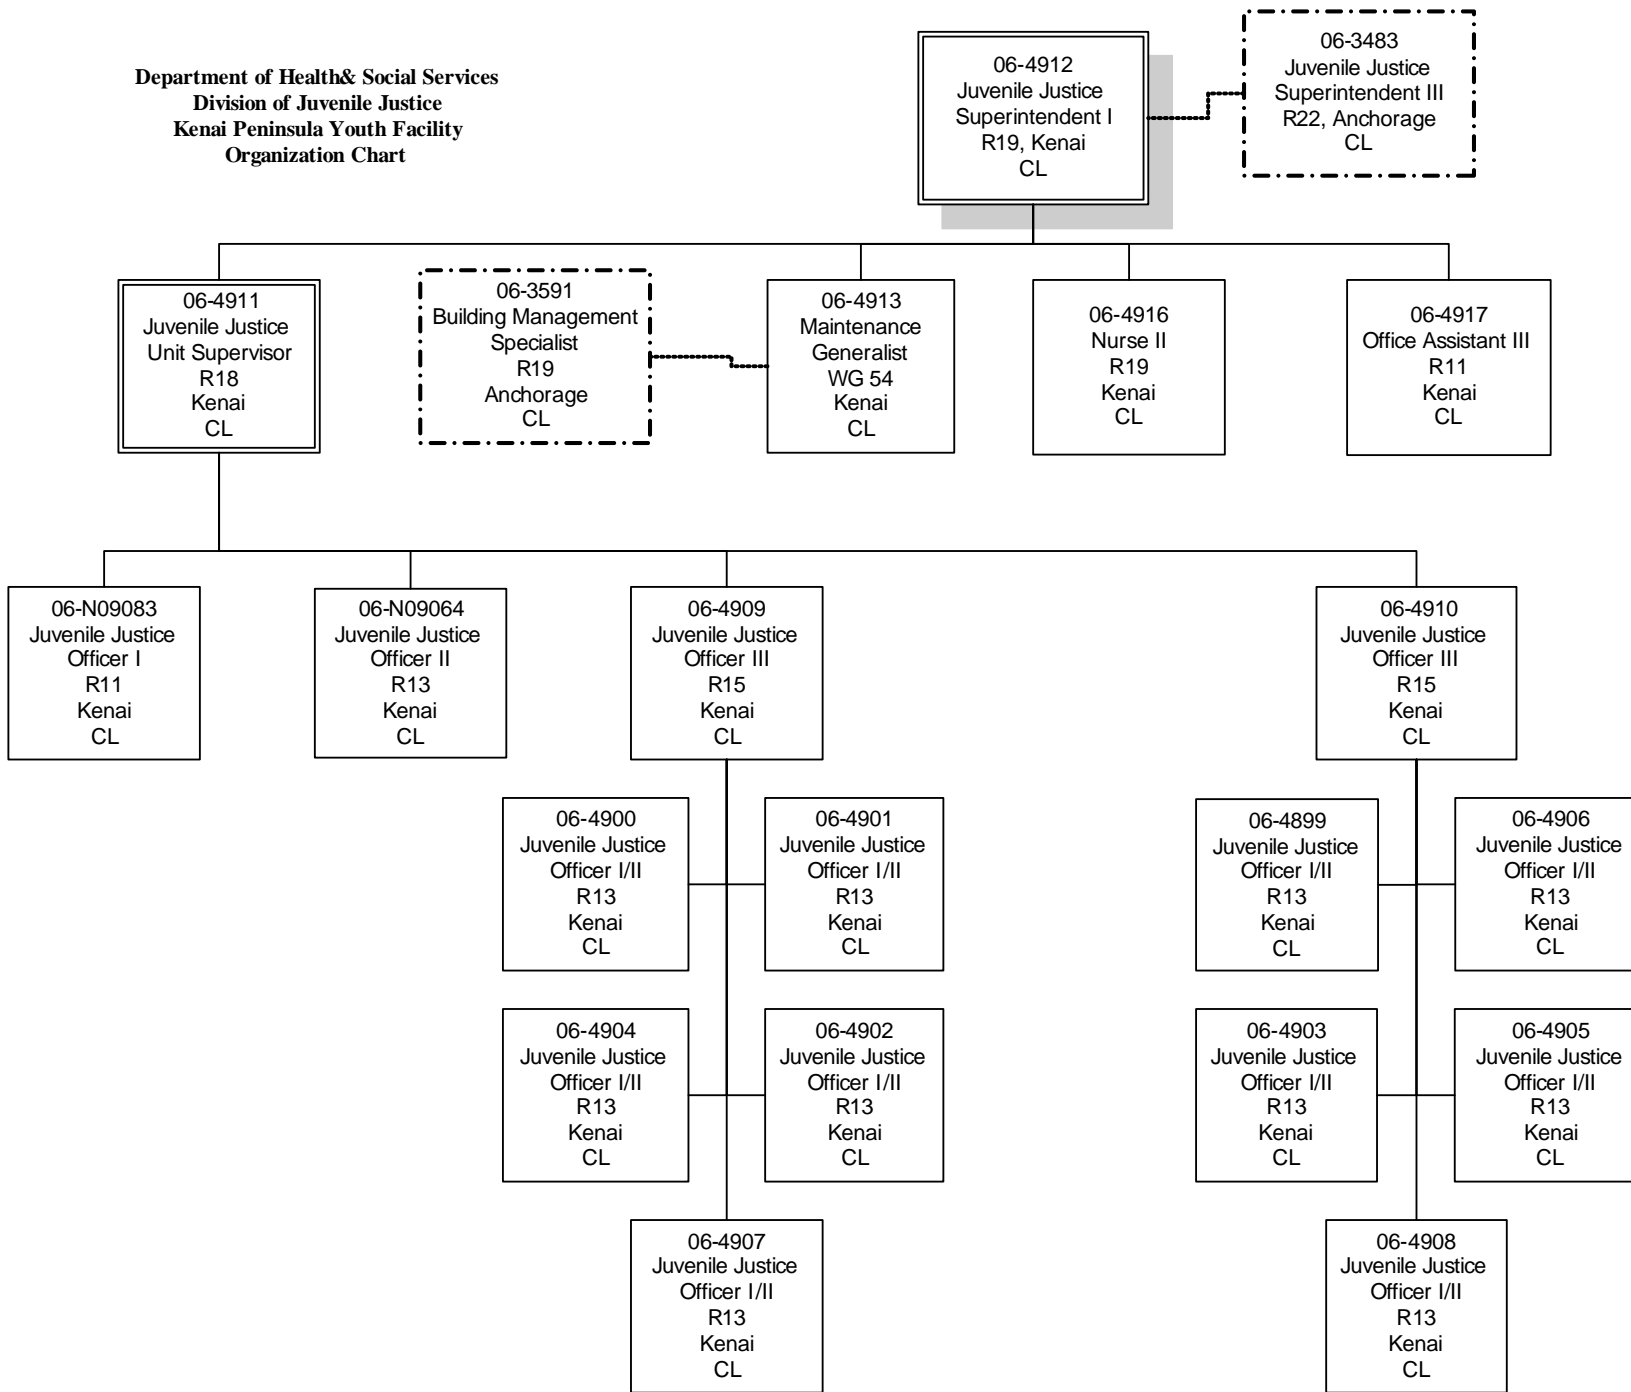 Department of Health& Social Services
Division of Juvenile Justice
Kenai Peninsula Youth Facility
Organization Chart
06-4912
Juvenile Justice
Superintendent I
R19, Kenai
CL
06-3483
Juvenile Justice
Superintendent III
R22, Anchorage
CL
06-4911
Juvenile Justice
Unit Supervisor
R18
Kenai
CL
06-3591
Building Management
Specialist
R19
Anchorage
CL
06-4913
Maintenance
Generalist
WG 54
Kenai
CL
06-4916
Nurse II
R19
Kenai
CL
06-4917
Office Assistant III
R11
Kenai
CL
06-N09083
Juvenile Justice
Officer I
R11
Kenai
CL
06-N09064
Juvenile Justice
Officer II
R13
Kenai
CL
06-4909
Juvenile Justice
Officer III
R15
Kenai
CL
06-4910
Juvenile Justice
Officer III
R15
Kenai
CL
06-4900
Juvenile Justice
Officer I/II
R13
Kenai
CL
06-4901
Juvenile Justice
Officer I/II
R13
Kenai
CL
06-4899
Juvenile Justice
Officer I/II
R13
Kenai
CL
06-4906
Juvenile Justice
Officer I/II
R13
Kenai
CL
06-4904
Juvenile Justice
Officer I/II
R13
Kenai
CL
06-4902
Juvenile Justice
Officer I/II
R13
Kenai
CL
06-4903
Juvenile Justice
Officer I/II
R13
Kenai
CL
06-4905
Juvenile Justice
Officer I/II
R13
Kenai
CL
06-4907
Juvenile Justice
Officer I/II
R13
Kenai
CL
06-4908
Juvenile Justice
Officer I/II
R13
Kenai
CL